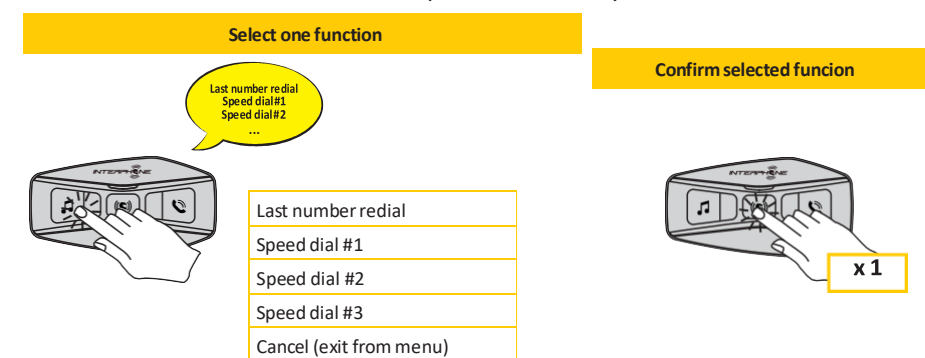 Select one function
Confirm selected funcion
Last number redial
Speed dial#1
Speed dial#2
...
INTERPHONE
INTERPHONE
Last number redial
Speed dial #1
Speed dial #2
Speed dial #3
Cancel (exit from menu)
x 1